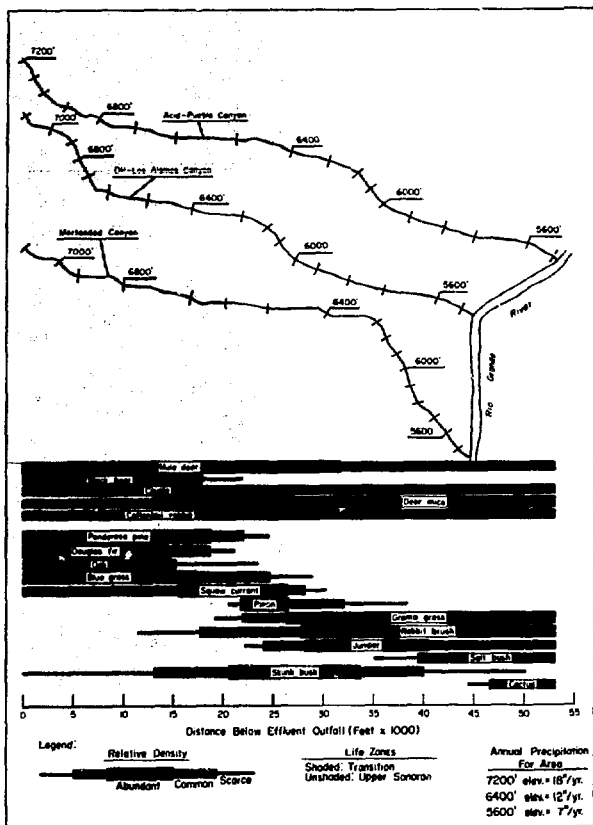 7200'
6800'
Acid-Pueblo Canyon
7000'
6400
6800'
DP-Los Alamos Canyon
6400'
6000'
5600'
Mortandad Canyon
6000
7000'
6800'
5600'
6400'
River
6000'
Rio Grande
5600
Mule deer
Deer mice
Cottontail rabbit
Ponderosa pine
Douglas fir
Oak
Blue grass
Squaw currant
Pinon
Grama grass
Rabbit brush
Juniper
Salt bush
Skunk bush
Cactus
0 5 10 15 20 25 30 35 40 45 50 55
Distance Below Effluent Outfall (Feet x 1000)
Legend:
Relative Density
Abundant Common Scarce
Life Zones
Shaded: Transition
Unshaded: Upper Sonoran
Annual Precipitation
For Area
7200' elev. = 18"/yr.
6400' elev. = 12"/yr.
5600' elev. = 7"/yr.